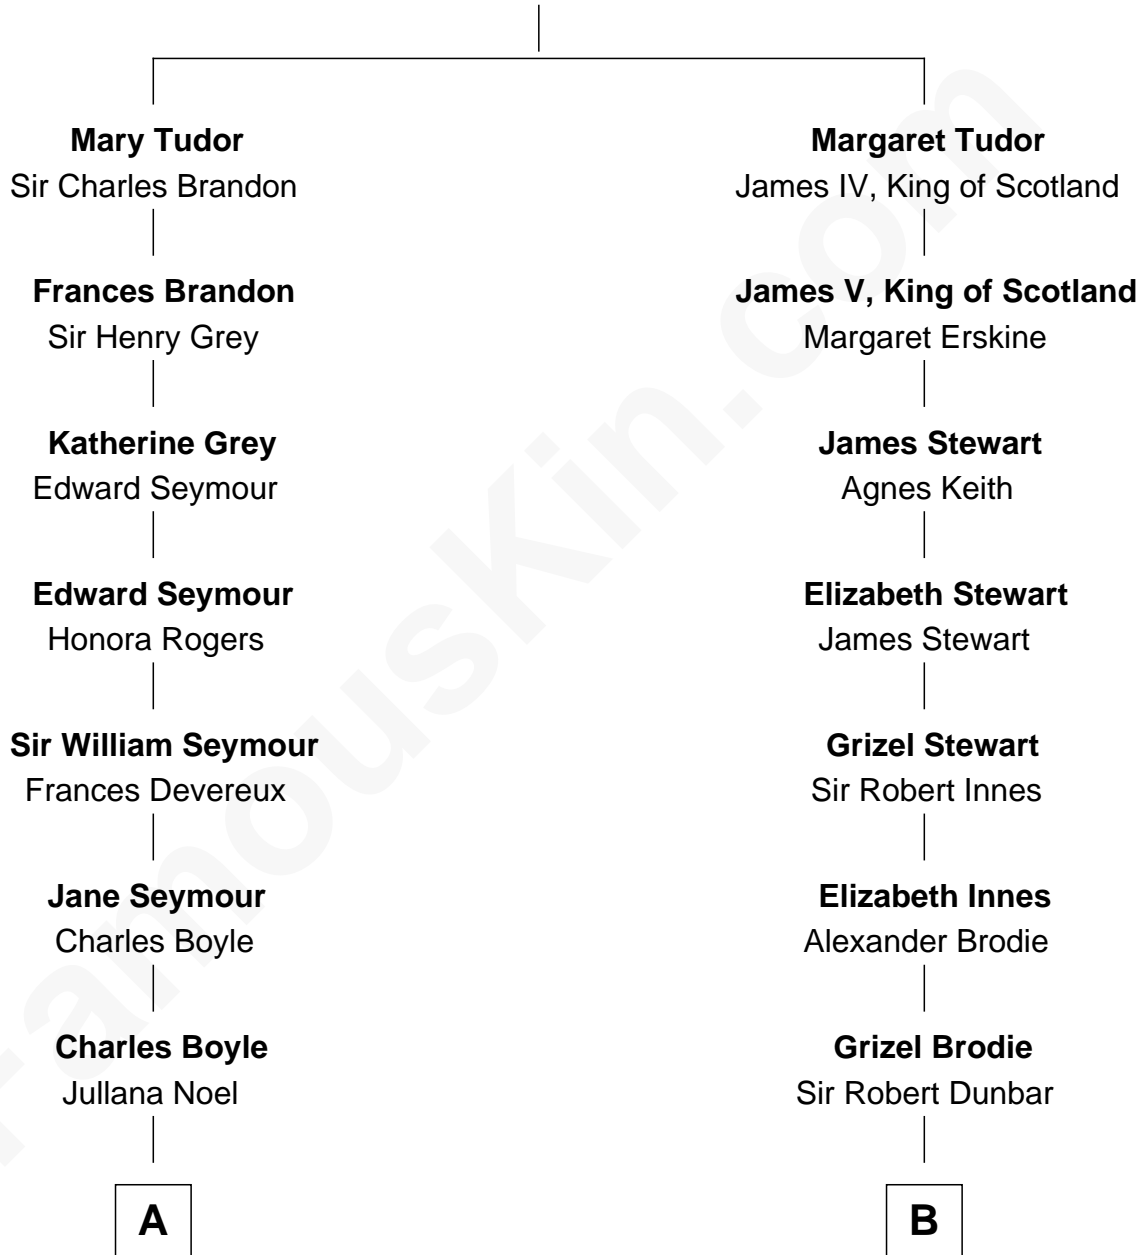 Mary Tudor
Sir Charles Brandon
Frances Brandon
Sir Henry Grey
Katherine Grey
Edward Seymour
Edward Seymour
Honora Rogers
Sir William Seymour
Frances Devereux
Jane Seymour
Charles Boyle
Charles Boyle
Jullana Noel
A
Margaret Tudor
James IV, King of Scotland
James V, King of Scotland
Margaret Erskine
James Stewart
Agnes Keith
Elizabeth Stewart
James Stewart
Grizel Stewart
Sir Robert Innes
Elizabeth Innes
Alexander Brodie
Grizel Brodie
Sir Robert Dunbar
B
FamousKin.com